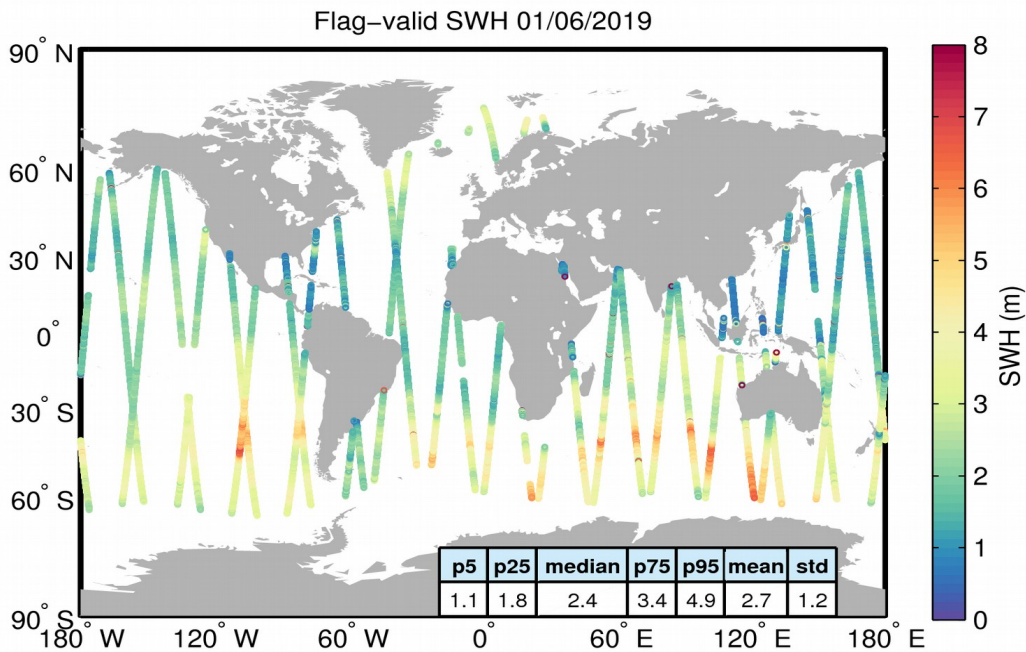 Flag−valid SWH 01/06/2019
90° N
60° N
30° N
0°
30° S
60° S
90° S
180° W
120° W
60° W
0°
60° E
120° E
180° E
p5 p25 median p75 p95 mean std
1.1 1.8 2.4 3.4 4.9 2.7 1.2
8
7
6
5
4
3
2
1
0
SWH (m)